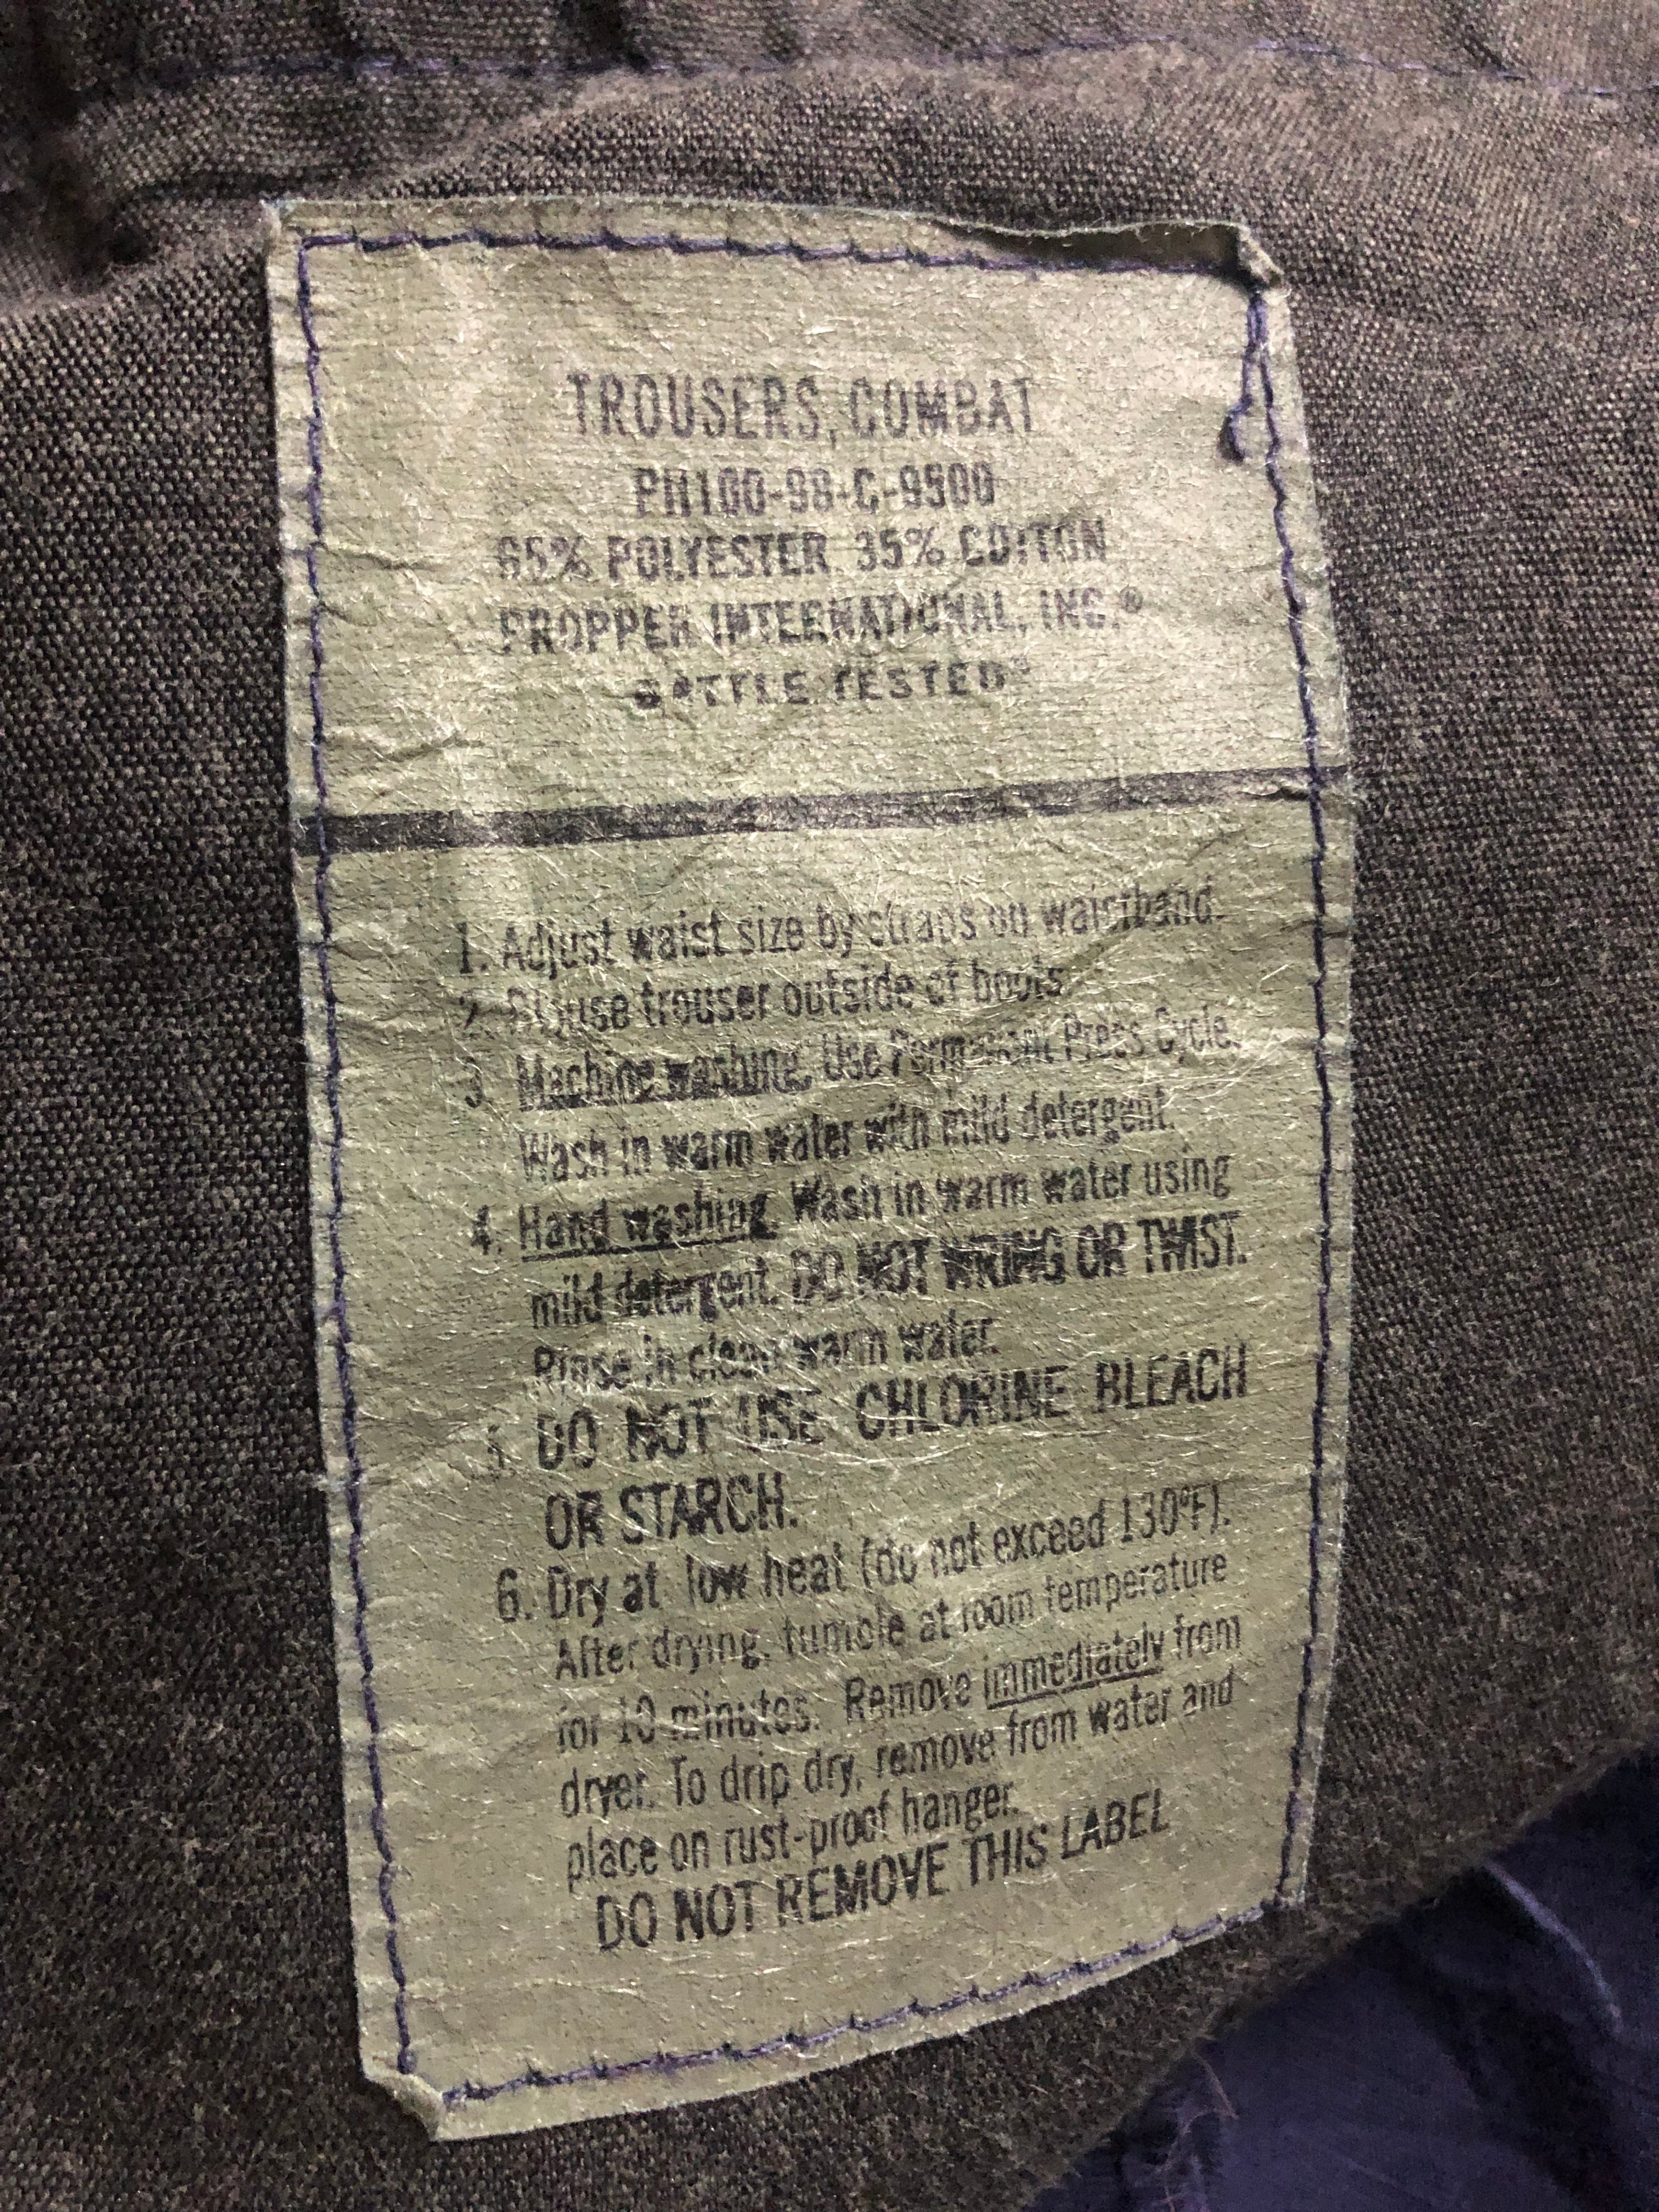 TROUSERS, COMBAT
PH100-98-C-9500
65% POLYESTER, 35% COTTON
PROPPER INTERNATIONAL, INC.®
BATTLE TESTED®
1. Adjust waist size by straps on waistband.
2. Blouse trouser outside of boots.
3. Machine washing. Use Permanent Press Cycle.
Wash in warm water with mild detergent.
4. Hand washing. Wash in warm water using
mild detergent. DO NOT WRING OR TWIST.
Rinse in clean warm water.
5. DO NOT USE CHLORINE BLEACH
OR STARCH.
6. Dry at low heat (do not exceed 130°F).
After drying, tumble at room temperature
for 10 minutes. Remove immediately from
dryer. To drip dry, remove from water and
place on rust-proof hanger.
DO NOT REMOVE THIS LABEL